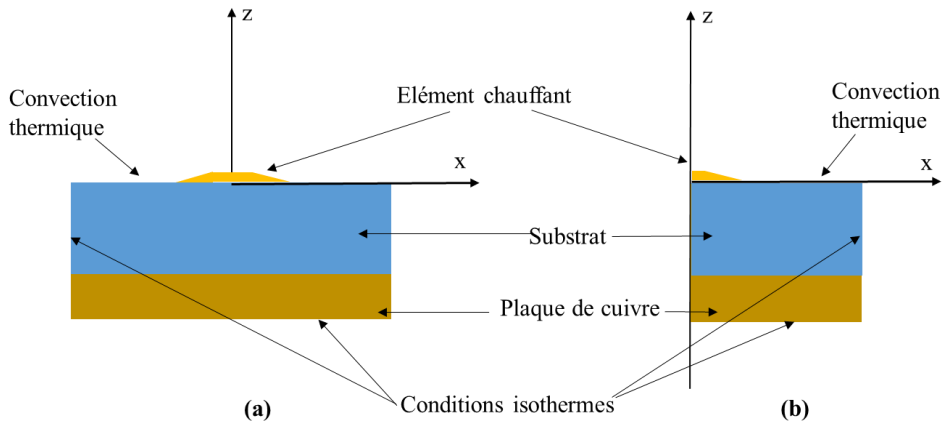 z
z
Convection
thermique
Elément chauffant
Convection
thermique
x
x
Substrat
Plaque de cuivre
Conditions isothermes
(a)
(b)